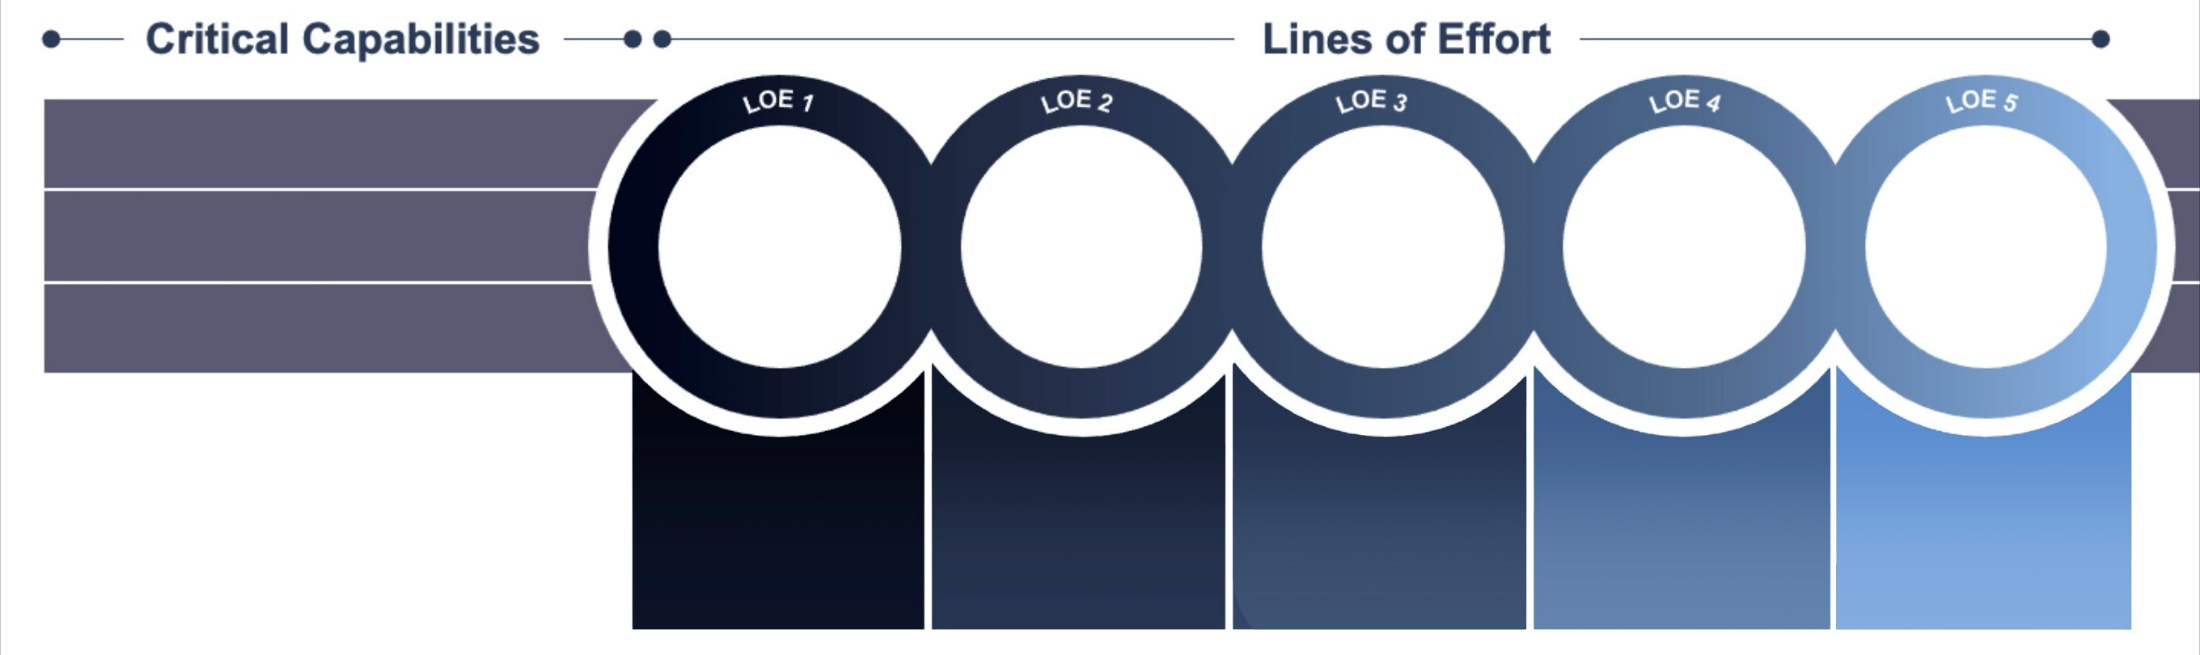 Critical Capabilities
Lines of Effort
LOE 1
LOE 2
LOE 3
LOE 4
LOE 5